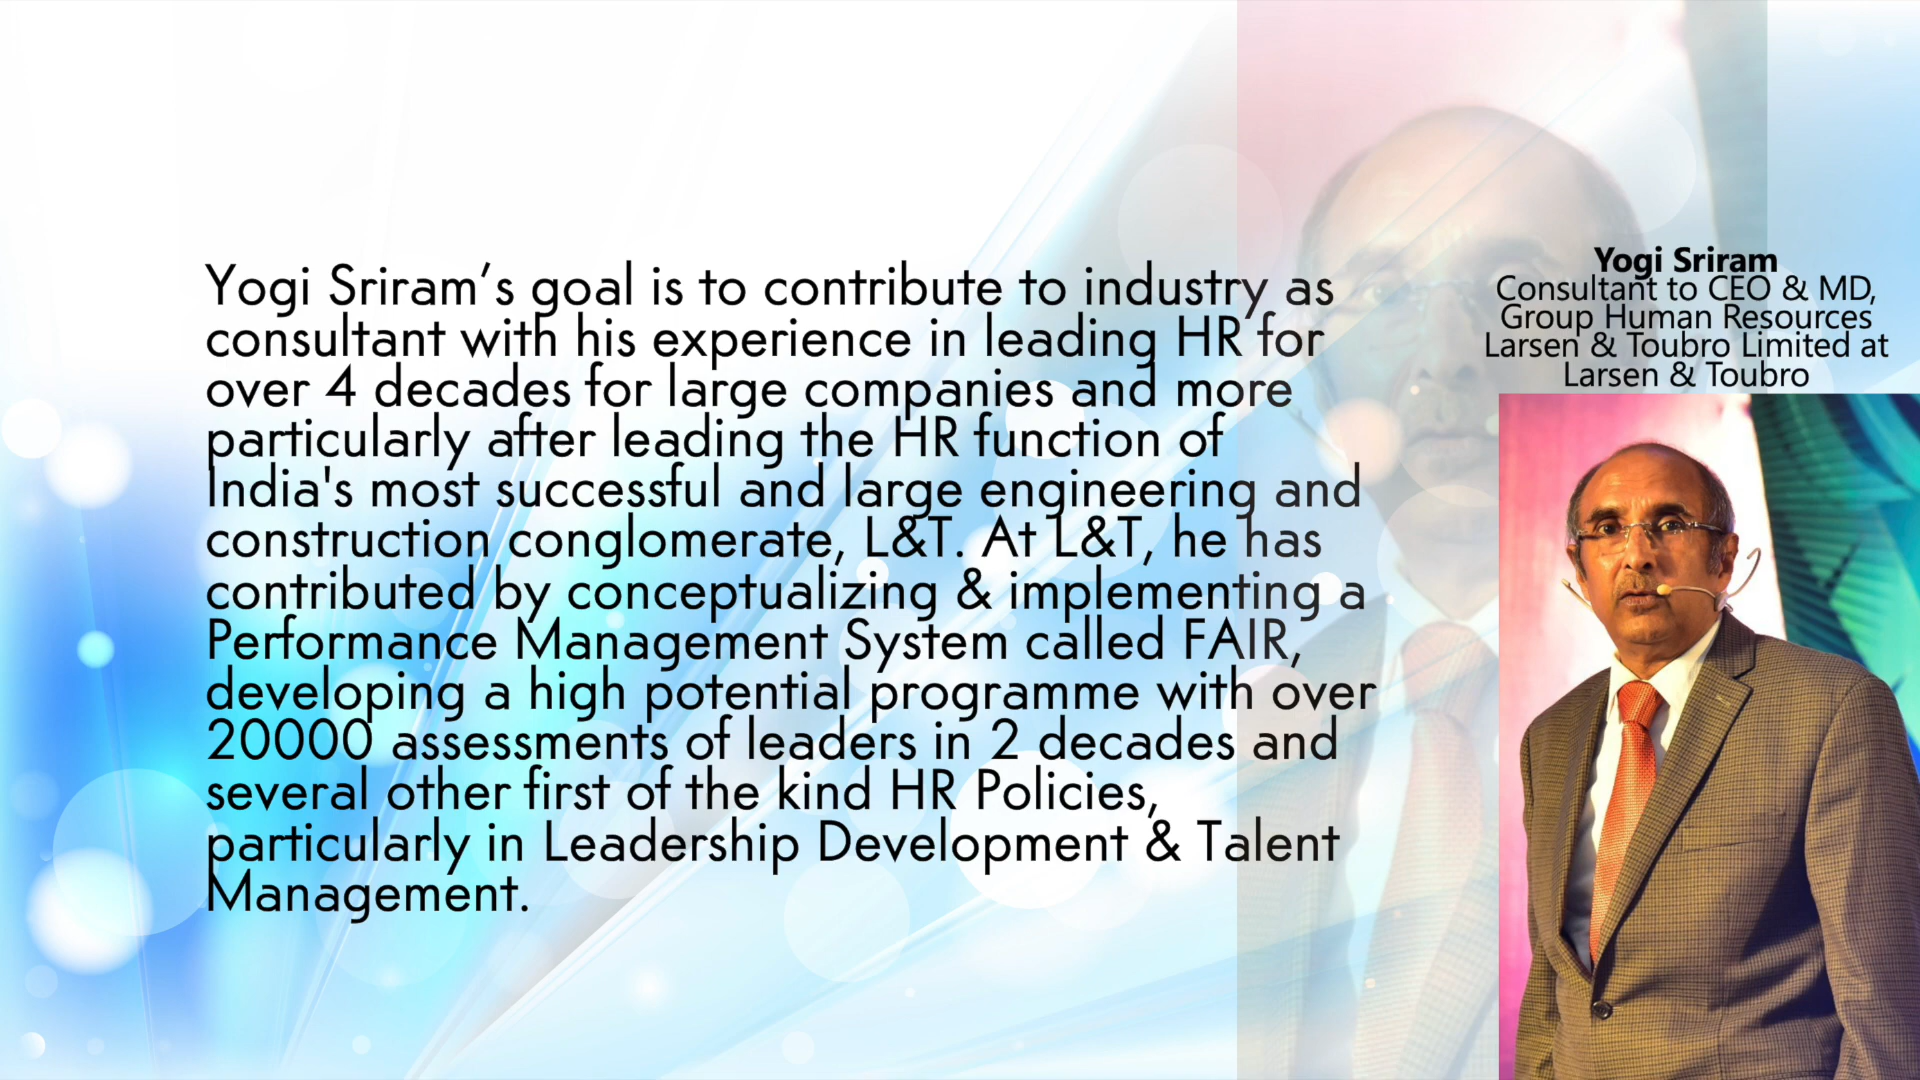 Yogi Sriram’s goal is to contribute to industry as
consultant with his experience in leading HR for
over 4 decades for large companies and more
particularly after leading the HR function of
India's most successful and large engineering and
construction conglomerate, L&T. At L&T, he has
contributed by conceptualizing & implementing a
Performance Management System called FAIR,
developing a high potential programme with over
20000 assessments of leaders in 2 decades and
several other first of the kind HR Policies,
particularly in Leadership Development & Talent
Management.
Yogi Sriram
Consultant to CEO & MD,
Group Human Resources
Larsen & Toubro Limited at
Larsen & Toubro